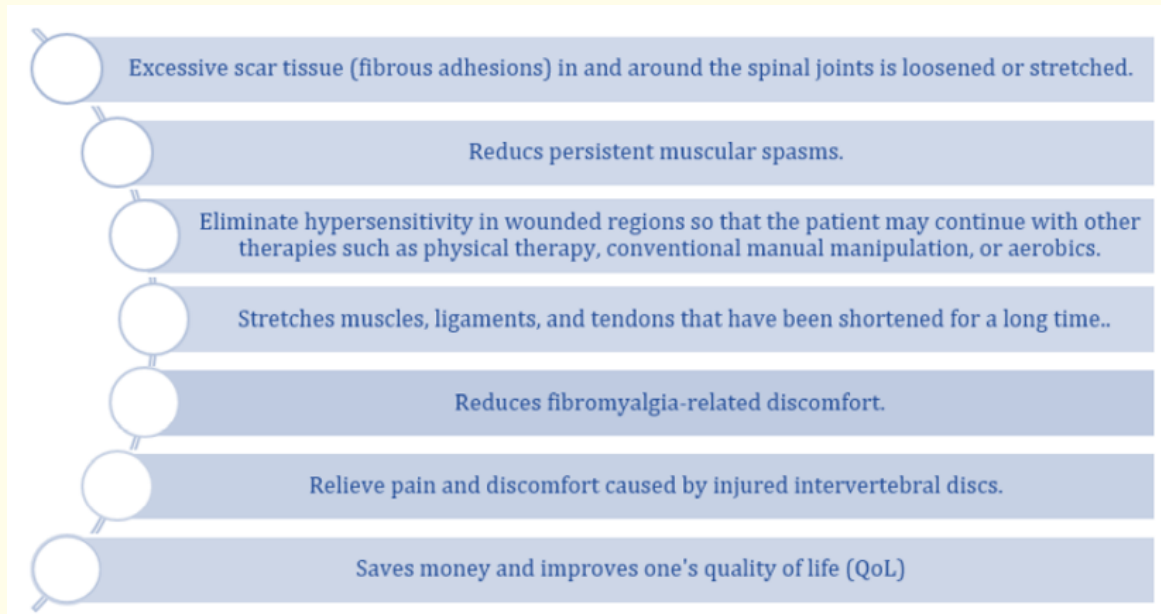 Excessive scar tissue (fibrous adhesions) in and around the spinal joints is loosened or stretched.
Reducs persistent muscular spasms.
Eliminate hypersensitivity in wounded regions so that the patient may continue with other
therapies such as physical therapy, conventional manual manipulation, or aerobics.
Stretches muscles, ligaments, and tendons that have been shortened for a long time..
Reduces fibromyalgia-related discomfort.
Relieve pain and discomfort caused by injured intervertebral discs.
Saves money and improves one's quality of life (QoL)